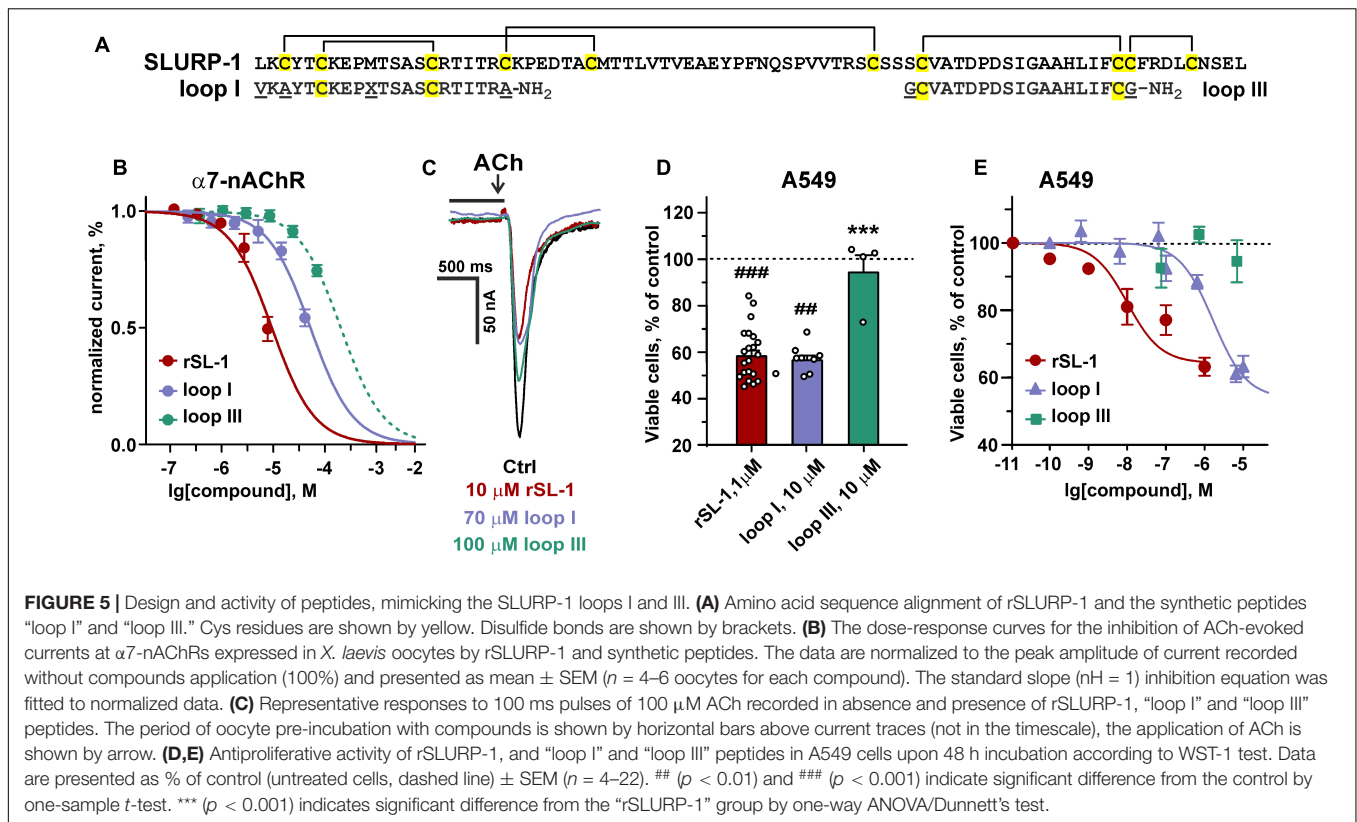 A
SLURP-1 LKCYTCKEPMTSASCRTITRCKPEDTACMTTLVTVEAEYPFNQSPVVTRSCSSSCVATDPDSIGAAHLIFCCFRDLCNSEL
loop I VKAYTCKEPXTSASCRTITRA-NH2 GCVATDPDSIGAAHLIFCG-NH2 loop III
B
α7-nAChR
normalized current, %
1.0
0.5
0.0
rSL-1
loop I
loop III
-7 -6 -5 -4 -3 -2
lg[compound], M
C
ACh
500 ms
50 nA
Ctrl
10 μM rSL-1
70 μM loop I
100 μM loop III
D
A549
Viable cells, % of control
120
100
80
60
40
20
###
##
***
rSL-1,1μM
loop I, 10 μM
loop III, 10 μM
E
A549
Viable cells, % of control
100
80
60
40
rSL-1
loop I
loop III
-11 -10 -9 -8 -7 -6 -5
lg[compound], M
FIGURE 5 | Design and activity of peptides, mimicking the SLURP-1 loops I and III. (A) Amino acid sequence alignment of rSLURP-1 and the synthetic peptides
“loop I” and “loop III.” Cys residues are shown by yellow. Disulfide bonds are shown by brackets. (B) The dose-response curves for the inhibition of ACh-evoked
currents at α7-nAChRs expressed in X. laevis oocytes by rSLURP-1 and synthetic peptides. The data are normalized to the peak amplitude of current recorded
without compounds application (100%) and presented as mean ± SEM (n = 4–6 oocytes for each compound). The standard slope (nH = 1) inhibition equation was
fitted to normalized data. (C) Representative responses to 100 ms pulses of 100 μM ACh recorded in absence and presence of rSLURP-1, “loop I” and “loop III”
peptides. The period of oocyte pre-incubation with compounds is shown by horizontal bars above current traces (not in the timescale), the application of ACh is
shown by arrow. (D,E) Antiproliferative activity of rSLURP-1, and “loop I” and “loop III” peptides in A549 cells upon 48 h incubation according to WST-1 test. Data
are presented as % of control (untreated cells, dashed line) ± SEM (n = 4–22). ## (p < 0.01) and ### (p < 0.001) indicate significant difference from the control by
one-sample t-test. *** (p < 0.001) indicates significant difference from the “rSLURP-1” group by one-way ANOVA/Dunnett’s test.